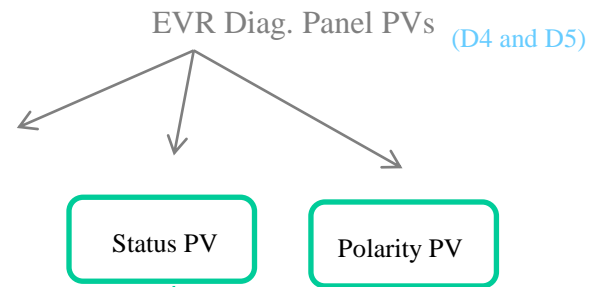 EVR Diag. Panel PVs (D4 and D5)
Status PV
Polarity PV